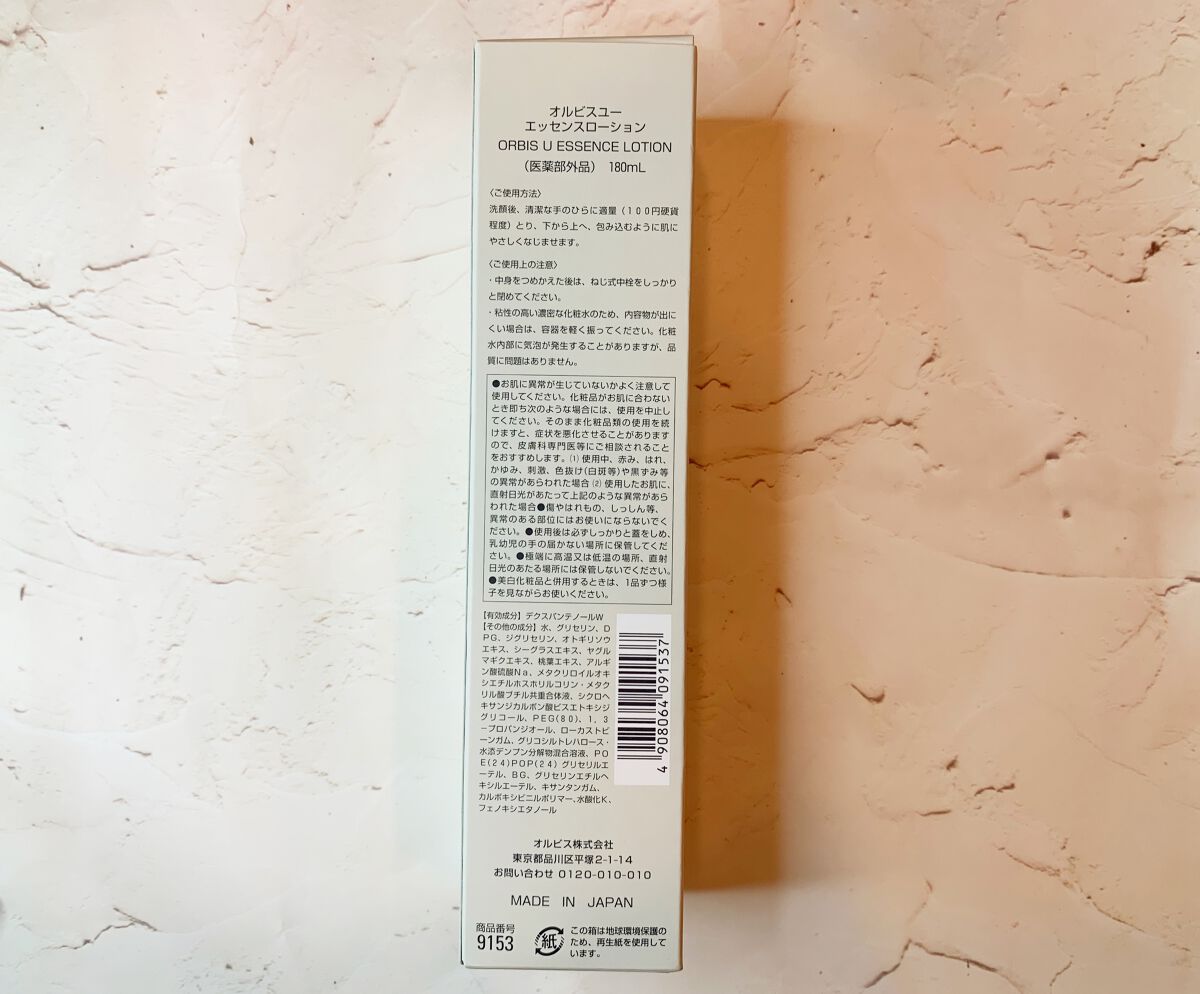 オルビスユー
エッセンスローション
ORBIS U ESSENCE LOTION
(医薬部外品) 180mL
〈ご使用方法〉
洗顔後、清潔な手のひらに適量(100円硬貨
程度)とり、下から上へ、包み込むように肌に
やさしくなじませます。
〈ご使用上の注意〉
・中身をつめかえた後は、ねじ式中栓をしっかり
と閉めてください。
・粘性の高い濃密な化粧水のため、内容物が出に
くい場合は、容器を軽く振ってください。化粧
水内部に気泡が発生することがありますが、品
質に問題はありません。
●お肌に異常が生じていないかよく注意して
使用してください。化粧品がお肌に合わない
とき即ち次のような場合には、使用を中止し
てください。そのまま化粧品類の使用を続
けますと、症状を悪化させることがあります
ので、皮膚科専門医等にご相談されること
をおすすめします。(1)使用中、赤み、はれ、
かゆみ、刺激、色抜け(白斑等)や黒ずみ等
の異常があらわれた場合(2)使用したお肌に、
直射日光があたって上記のような異常があら
われた場合●傷やはれもの、しっしん等、
異常のある部位にはお使いにならないでく
ださい。●使用後は必ずしっかりと蓋をしめ、
乳幼児の手の届かない場所に保管してくだ
さい。●極端に高温又は低温の場所、直射
日光のあたる場所には保管しないでください。
●美白化粧品と併用するときは、1品ずつ様
子を見ながらお使いください。
【有効成分】デクスパンテノールW
【その他の成分】水、グリセリン、D
PG、ジグリセリン、オトギリソウ
エキス、シーグラスエキス、ヤグル
マギクエキス、桃葉エキス、アルギ
ン酸硫酸Na、メタクリロイルオキ
シエチルホスホリルコリン・メタク
リル酸ブチル共重合体液、シクロヘ
キサンジカルボン酸ビスエトキシジ
グリコール、PEG(80)、1,3
-プロパンジオール、ローカストビ
ーンガム、グリコシルトレハロース・
水添デンプン分解物混合溶液、PO
E(24)POP(24)グリセリルエ
ーテル、BG、グリセリンエチルヘ
キシルエーテル、キサンタンガム、
カルボキシビニルポリマー、水酸化K、
フェノキシエタノール
4 908064 091537
オルビス株式会社
東京都品川区平塚2-1-14
お問い合わせ 0120-010-010
MADE IN JAPAN
商品番号
9153
紙
この箱は地球環境保護の
ため、再生紙を使用して
います。